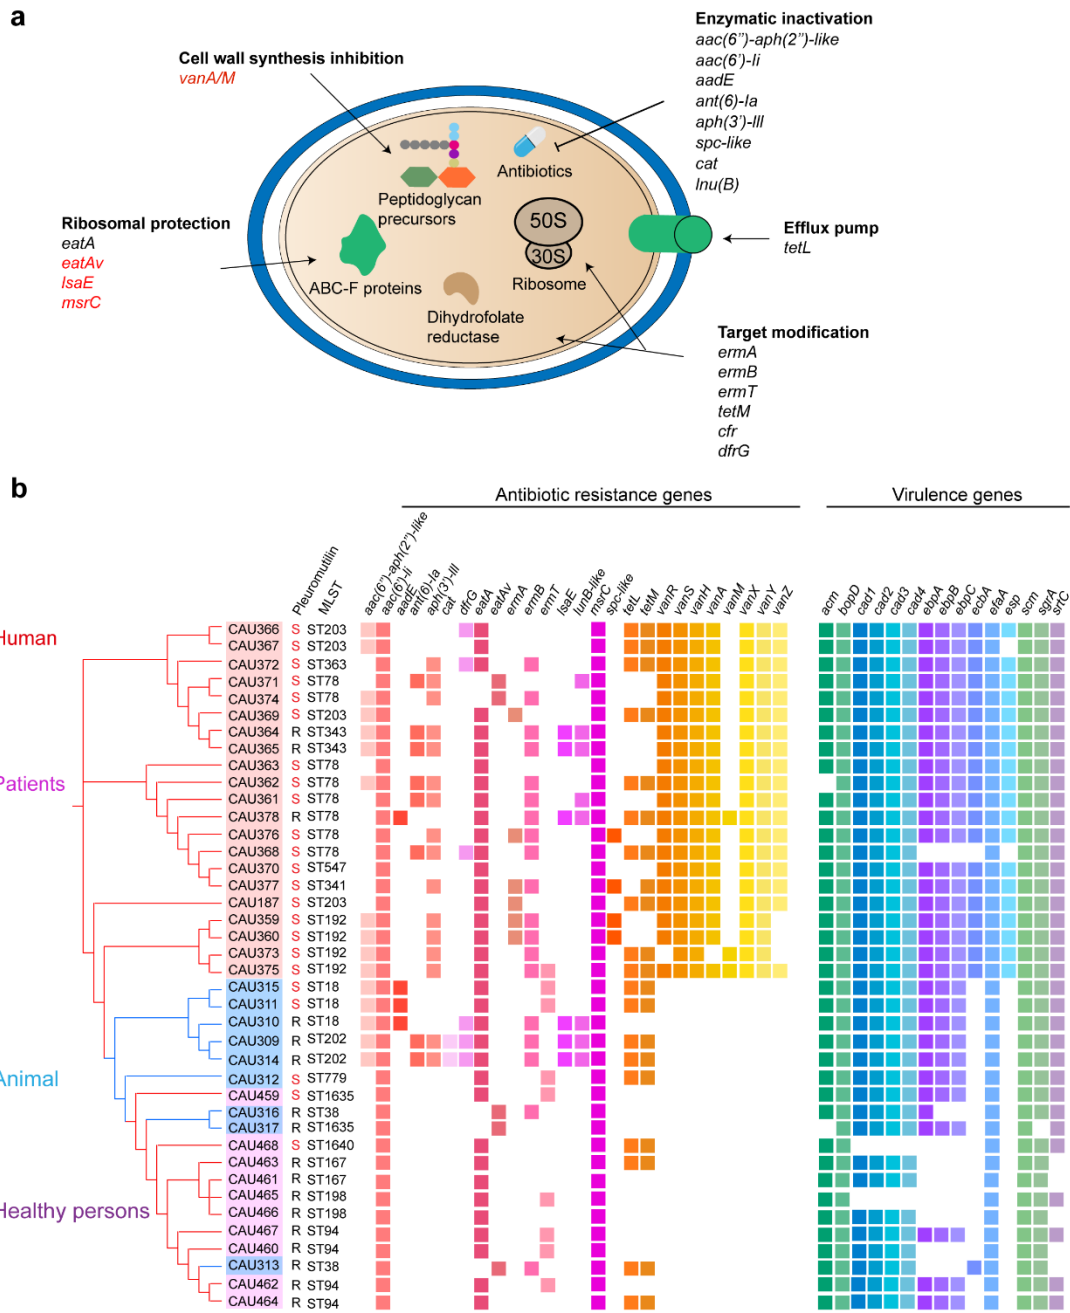 a
Enzymatic inactivation
aac(6”)-aph(2”)-like
aac(6’)-Ii
aadE
ant(6)-Ia
aph(3’)-III
spc-like
cat
lnu(B)
Cell wall synthesis inhibition
vanA/M
Antibiotics
Peptidoglycan
precursors
50S
30S
Ribosome
Ribosomal protection
eatA
eatAv
lsaE
msrC
ABC-F proteins
Dihydrofolate
reductase
Efflux pump
tetL
Target modification
ermA
ermB
ermT
tetM
cfr
dfrG
b
Antibiotic resistance genes
Virulence genes
Pleuromutilin
MLST
aac(6”)-aph(2”)-like
aac(6’)-Ii
aadE
ant(6)-Ia
aph(3’)-III
cat
dfrG
eatA
eatAv
ermA
ermB
ermT
lsaE
lunB-like
msrC
spc-like
tetL
tetM
vanR
vanS
vanH
vanA
vanM
vanX
vanY
vanZ
acm
bopD
cad1
cad2
cad3
cad4
ebpA
ebpB
ebpC
ecbA
efaA
esp
scm
sgrA
srtC
Human
Patients
Animal
Healthy persons
CAU366 S ST203
CAU367 S ST203
CAU372 S ST363
CAU371 S ST78
CAU374 S ST78
CAU369 S ST203
CAU364 R ST343
CAU365 R ST343
CAU363 S ST78
CAU362 S ST78
CAU361 S ST78
CAU378 R ST78
CAU376 S ST78
CAU368 S ST78
CAU370 S ST547
CAU377 S ST341
CAU187 S ST203
CAU359 S ST192
CAU360 S ST192
CAU373 S ST192
CAU375 S ST192
CAU315 S ST18
CAU311 S ST18
CAU310 R ST18
CAU309 R ST202
CAU314 R ST202
CAU312 S ST779
CAU459 S ST1635
CAU316 R ST38
CAU317 R ST1635
CAU468 S ST1640
CAU463 R ST167
CAU461 R ST167
CAU465 R ST198
CAU466 R ST198
CAU467 R ST94
CAU460 R ST94
CAU313 R ST38
CAU462 R ST94
CAU464 R ST94